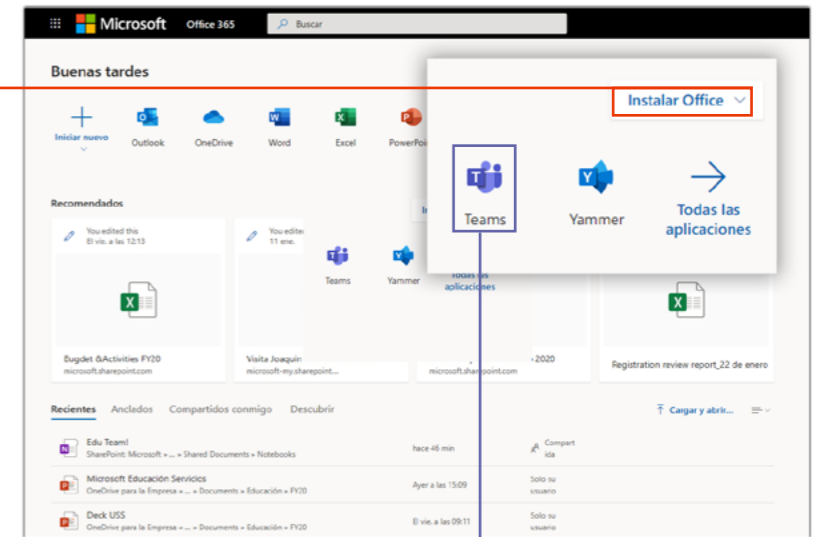 Microsoft Office 365 Buscar
Buenas tardes
Instalar Office
Iniciar nuevo
Outlook
OneDrive
Word
Excel
PowerPoi
Teams
Yammer
Todas las
aplicaciones
Recomendados
You edited this
El vie. a las 12:13
You edite
11 ene.
Teams
Yammer
Todas las
aplicaciones
Bugdet &Activities FY20
microsoft.sharepoint.com
Visita Joaquin
microsoft-my.sharepoint...
-2020
microsoft.sharepoint.com
Registration review report_22 de enero
Recientes Anclados Compartidos conmigo Descubrir
Cargar y abrir...
Edu Team!
SharePoint: Microsoft » ... » Shared Documents » Notebooks
hace 46 min
Compart
ida
Microsoft Educación Servicios
OneDrive para la Empresa » ... » Documents » Educación » FY20
Ayer a las 15:09
Solo su
usuario
Deck USS
OneDrive para la Empresa » ... » Documents » Educación » FY20
El vie. a las 09:11
Solo su
usuario